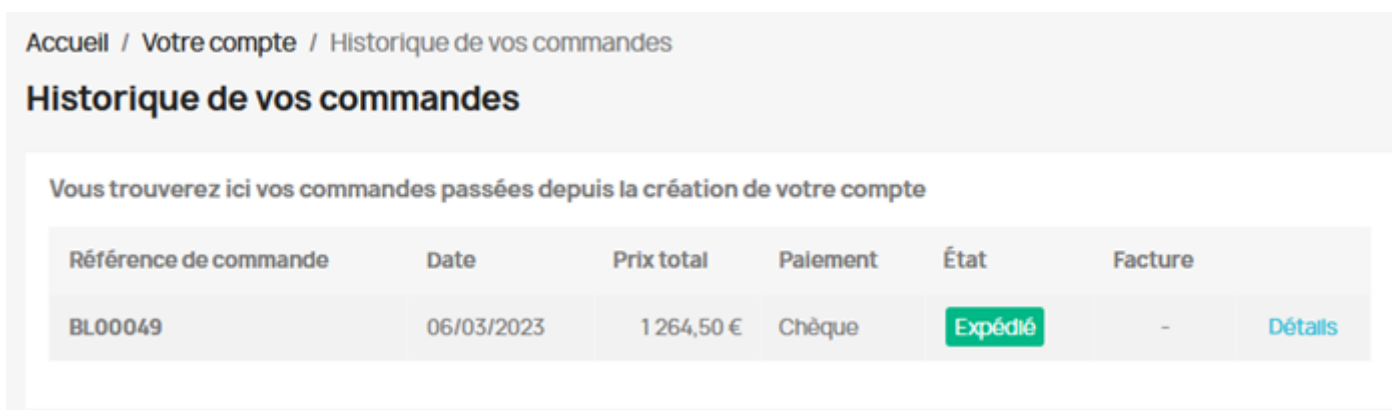 Accueil / Votre compte / Historique de vos commandes
Historique de vos commandes
Vous trouverez ici vos commandes passées depuis la création de votre compte
Référence de commande Date Prix total Paiement État Facture
BL00049 06/03/2023 1 264,50 € Chèque Expédié - Détails